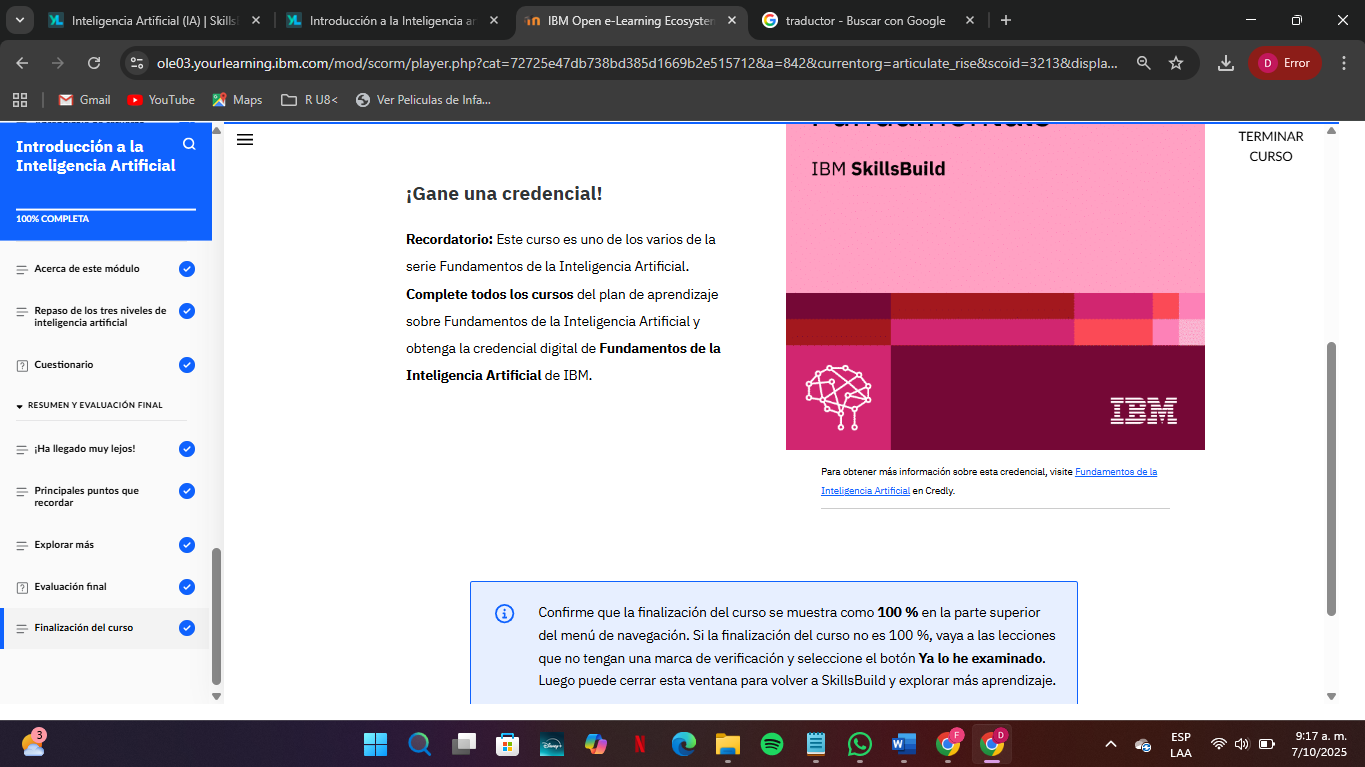 Inteligencia Artificial (IA) | Skills
Introducción a la Inteligencia ar
IBM Open e-Learning Ecosystem
traductor - Buscar con Google
ole03.yourlearning.ibm.com/mod/scorm/player.php?cat=72725e47db738bd385d1669b2e515712&a=842&currentorg=articulate_rise&scoid=3213&displa...
D
Error
Gmail
YouTube
Maps
R U8<
Ver Peliculas de Infa...
Introducción a la
Inteligencia Artificial
100% COMPLETA
Acerca de este módulo
Repaso de los tres niveles de
inteligencia artificial
Cuestionario
RESUMEN Y EVALUACIÓN FINAL
¡Ha llegado muy lejos!
Principales puntos que
recordar
Explorar más
Evaluación final
Finalización del curso
TERMINAR
CURSO
¡Gane una credencial!
Recordatorio: Este curso es uno de los varios de la
serie Fundamentos de la Inteligencia Artificial.
Complete todos los cursos del plan de aprendizaje
sobre Fundamentos de la Inteligencia Artificial y
obtenga la credencial digital de Fundamentos de la
Inteligencia Artificial de IBM.
Fundamentals
IBM SkillsBuild
IBM
Para obtener más información sobre esta credencial, visite Fundamentos de la
Inteligencia Artificial en Credly.
Confirme que la finalización del curso se muestra como 100 % en la parte superior
del menú de navegación. Si la finalización del curso no es 100 %, vaya a las lecciones
que no tengan una marca de verificación y seleccione el botón Ya lo he examinado.
Luego puede cerrar esta ventana para volver a SkillsBuild y explorar más aprendizaje.
3
Disney+
N
W
F
D
ESP
LAA
9:17 a. m.
7/10/2025